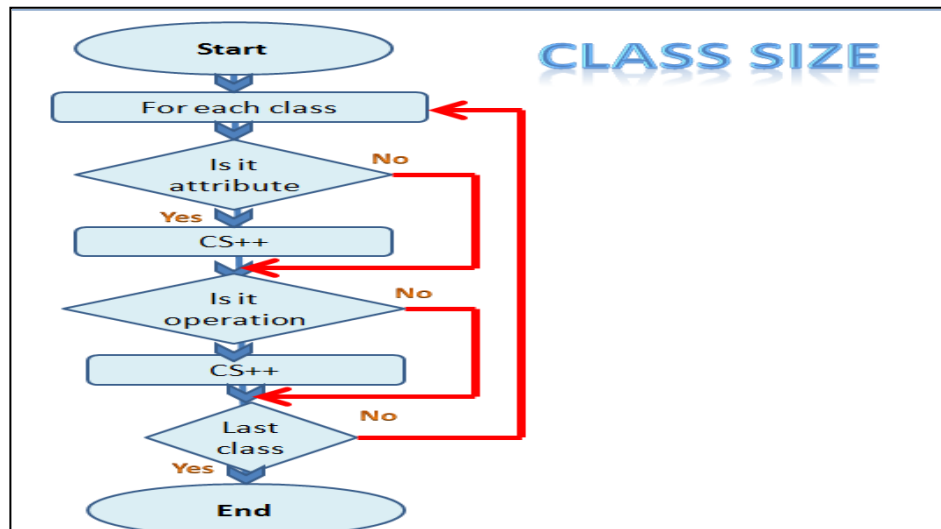 CLASS SIZE
Start
For each class
Is it
attribute
No
Yes
CS++
Is it
operation
No
CS++
Last
class
No
Yes
End